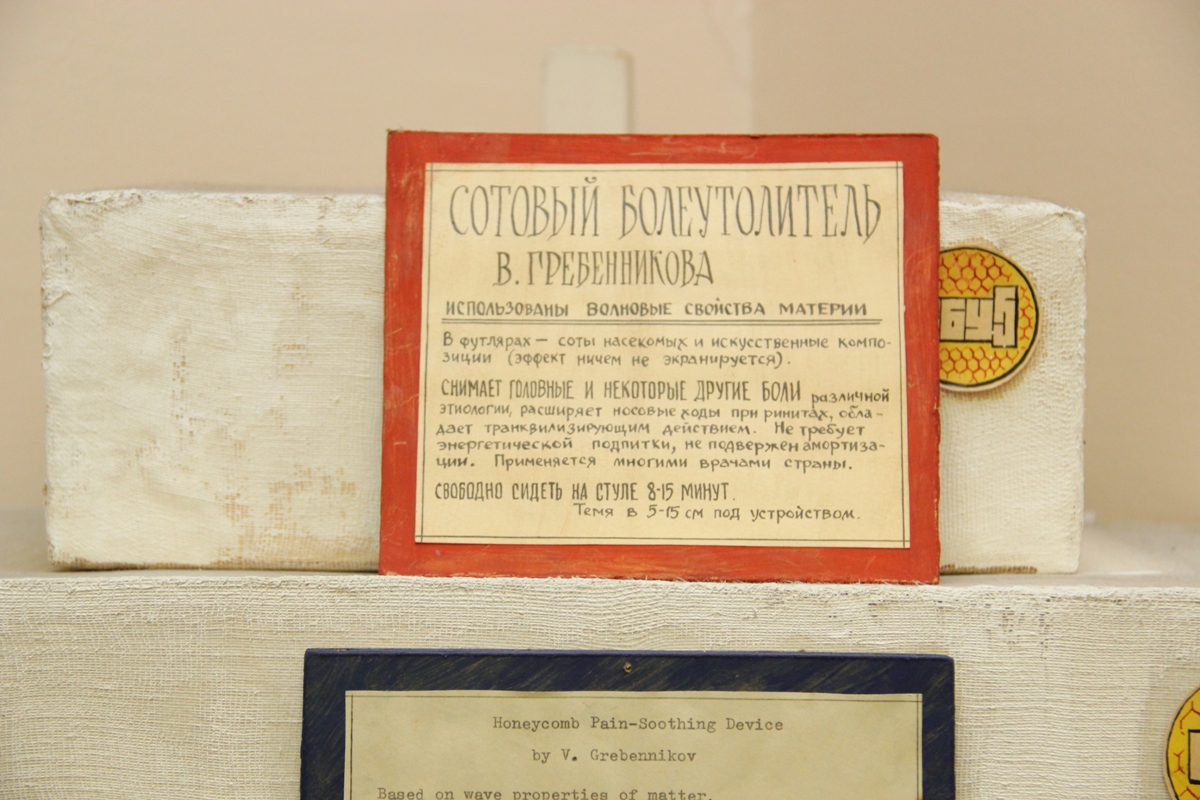 СОТОВЫЙ БОЛЕУТОЛИТЕЛЬ
В. ГРЕБЕННИКОВА
ИСПОЛЬЗОВАНЫ ВОЛНОВЫЕ СВОЙСТВА МАТЕРИИ
В футлярах — соты насекомых и искусственные компо-
зиции (эффект ничем не экранируется).
СНИМАЕТ ГОЛОВНЫЕ И НЕКОТОРЫЕ ДРУГИЕ БОЛИ различной
этиологии, расширяет носовые ходы при ринитах, обла-
дает транквилизирующим действием. Не требует
энергетической подпитки, не подвержен амортиза-
ции. Применяется многими врачами страны.
СВОБОДНО СИДЕТЬ НА СТУЛЕ 8-15 МИНУТ.
Темя в 5-15 см под устройством.
Honeycomb Pain-Soothing Device
by V. Grebennikov
Based on wave properties of matter.